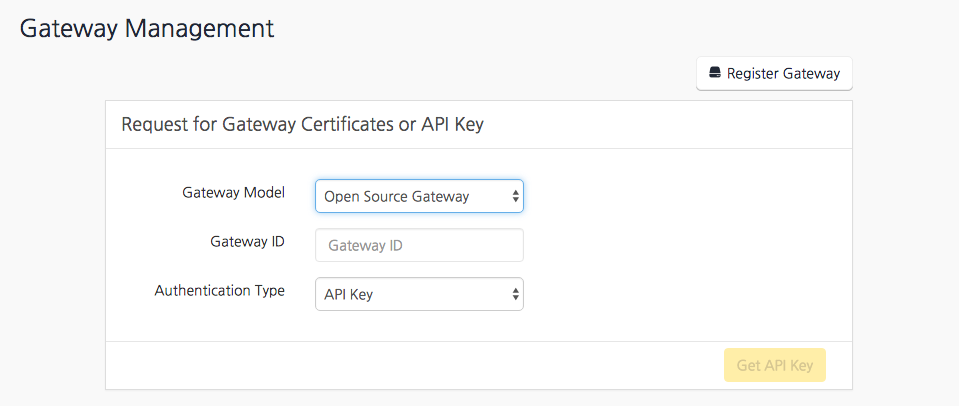 Gateway Management
Register Gateway
Request for Gateway Certificates or API Key
Gateway Model
Open Source Gateway
Gateway ID
Gateway ID
Authentication Type
API Key
Get API Key